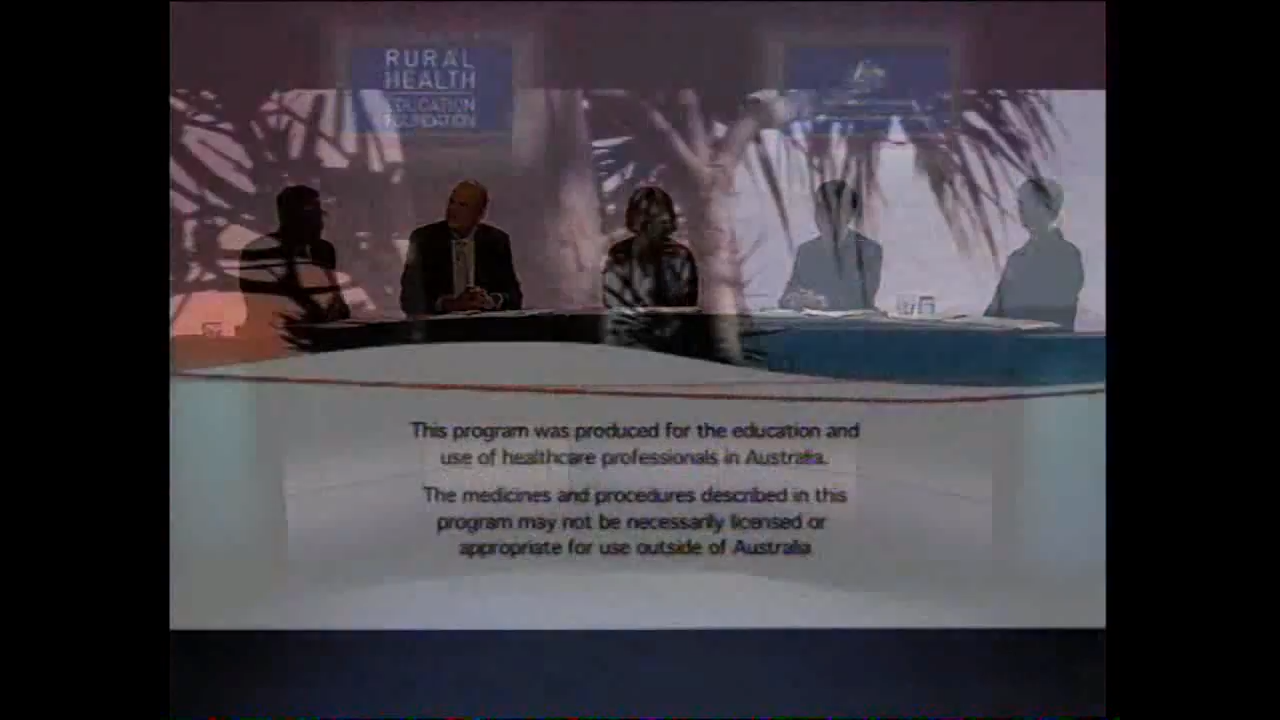 RURAL
HEALTH
EDUCATION
FOUNDATION
This program was produced for the education and
use of healthcare professionals in Australia.
The medicines and procedures described in this
program may not be necessarily licensed or
appropriate for use outside of Australia